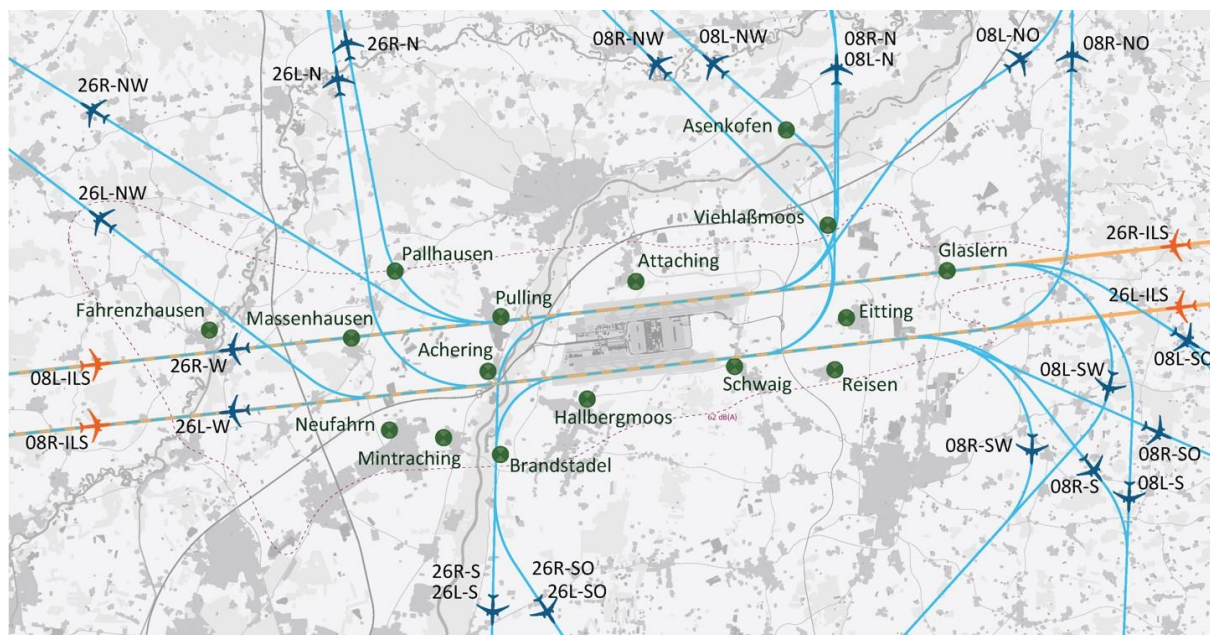 26R-N
08R-NW
08L-NW
08R-N
08L-N
08L-NO
08R-NO
26L-N
26R-NW
Asenkofen
26L-NW
Viehlaßmoos
26R-ILS
Pallhausen
Attaching
Glaslern
Pulling
26L-ILS
Fahrenzhausen
Massenhausen
Eitting
08L-SO
26R-W
Achering
08L-ILS
Schwaig
Reisen
08L-SW
26L-W
Neufahrn
Hallbergmoos
62 dB(A)
08R-ILS
Mintraching
Brandstadel
08R-SW
08R-SO
08R-S
08L-S
26R-S
26L-S
26R-SO
26L-SO